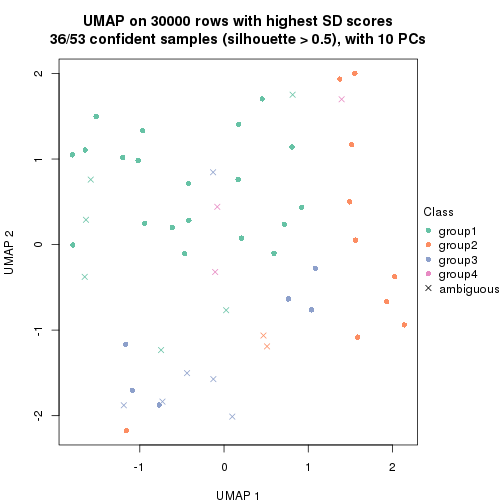 UMAP on 30000 rows with highest SD scores
36/53 confident samples (silhouette > 0.5), with 10 PCs
2
1
0
-1
-2
UMAP 2
-1
0
1
2
UMAP 1
Class
group1
group2
group3
group4
ambiguous